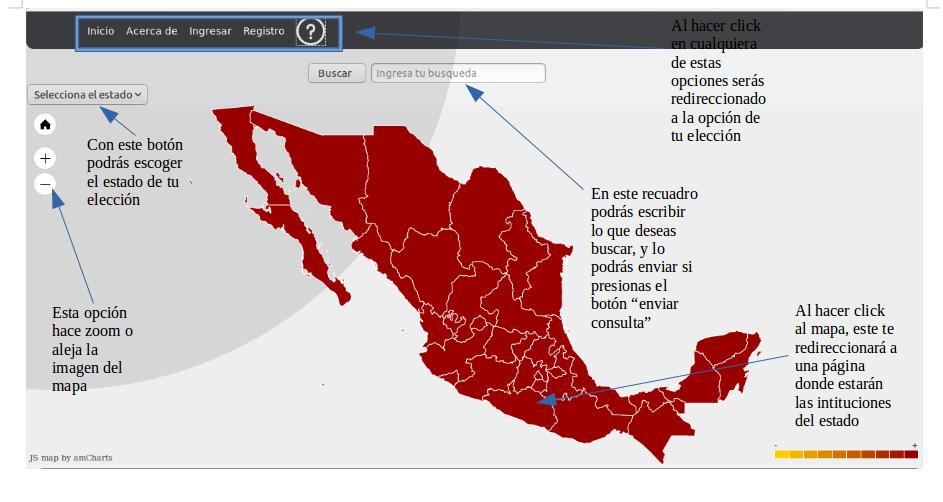 Inicio Acerca de Ingresar Registro ?
Al hacer click
en cualquiera
de estas
opciones serás
redireccionado
a la opción de
tu elección
Buscar Ingresa tu busqueda
Selecciona el estado
Con este botón
podrás escoger
el estado de tu
elección
En este recuadro
podrás escribir
lo que deseas
buscar, y lo
podrás enviar si
presionas el
botón “enviar
consulta”
Esta opción
hace zoom o
aleja la
imagen del
mapa
Al hacer click
al mapa, este te
redireccionará a
una página
donde estarán
las intituciones
del estado
- +
JS map by amCharts